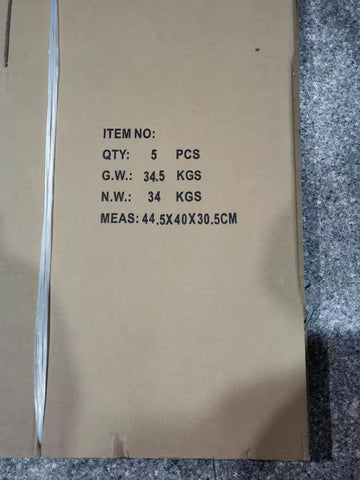 ITEM NO:
QTY: 5 PCS
G.W.: 34.5 KGS
N.W.: 34 KGS
MEAS: 44.5X40X30.5CM